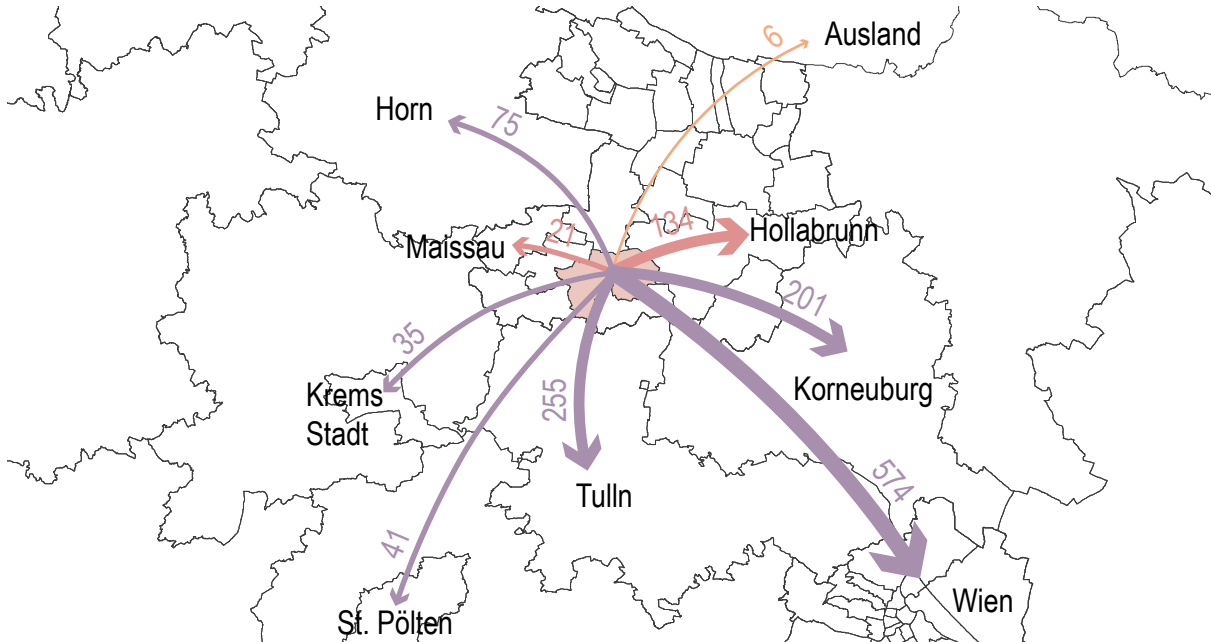 6
Ausland
Horn
75
21
134
Maissau
Hollabrunn
201
35
Krems
Stadt
255
Korneuburg
574
Tulln
41
St. Pölten
Wien